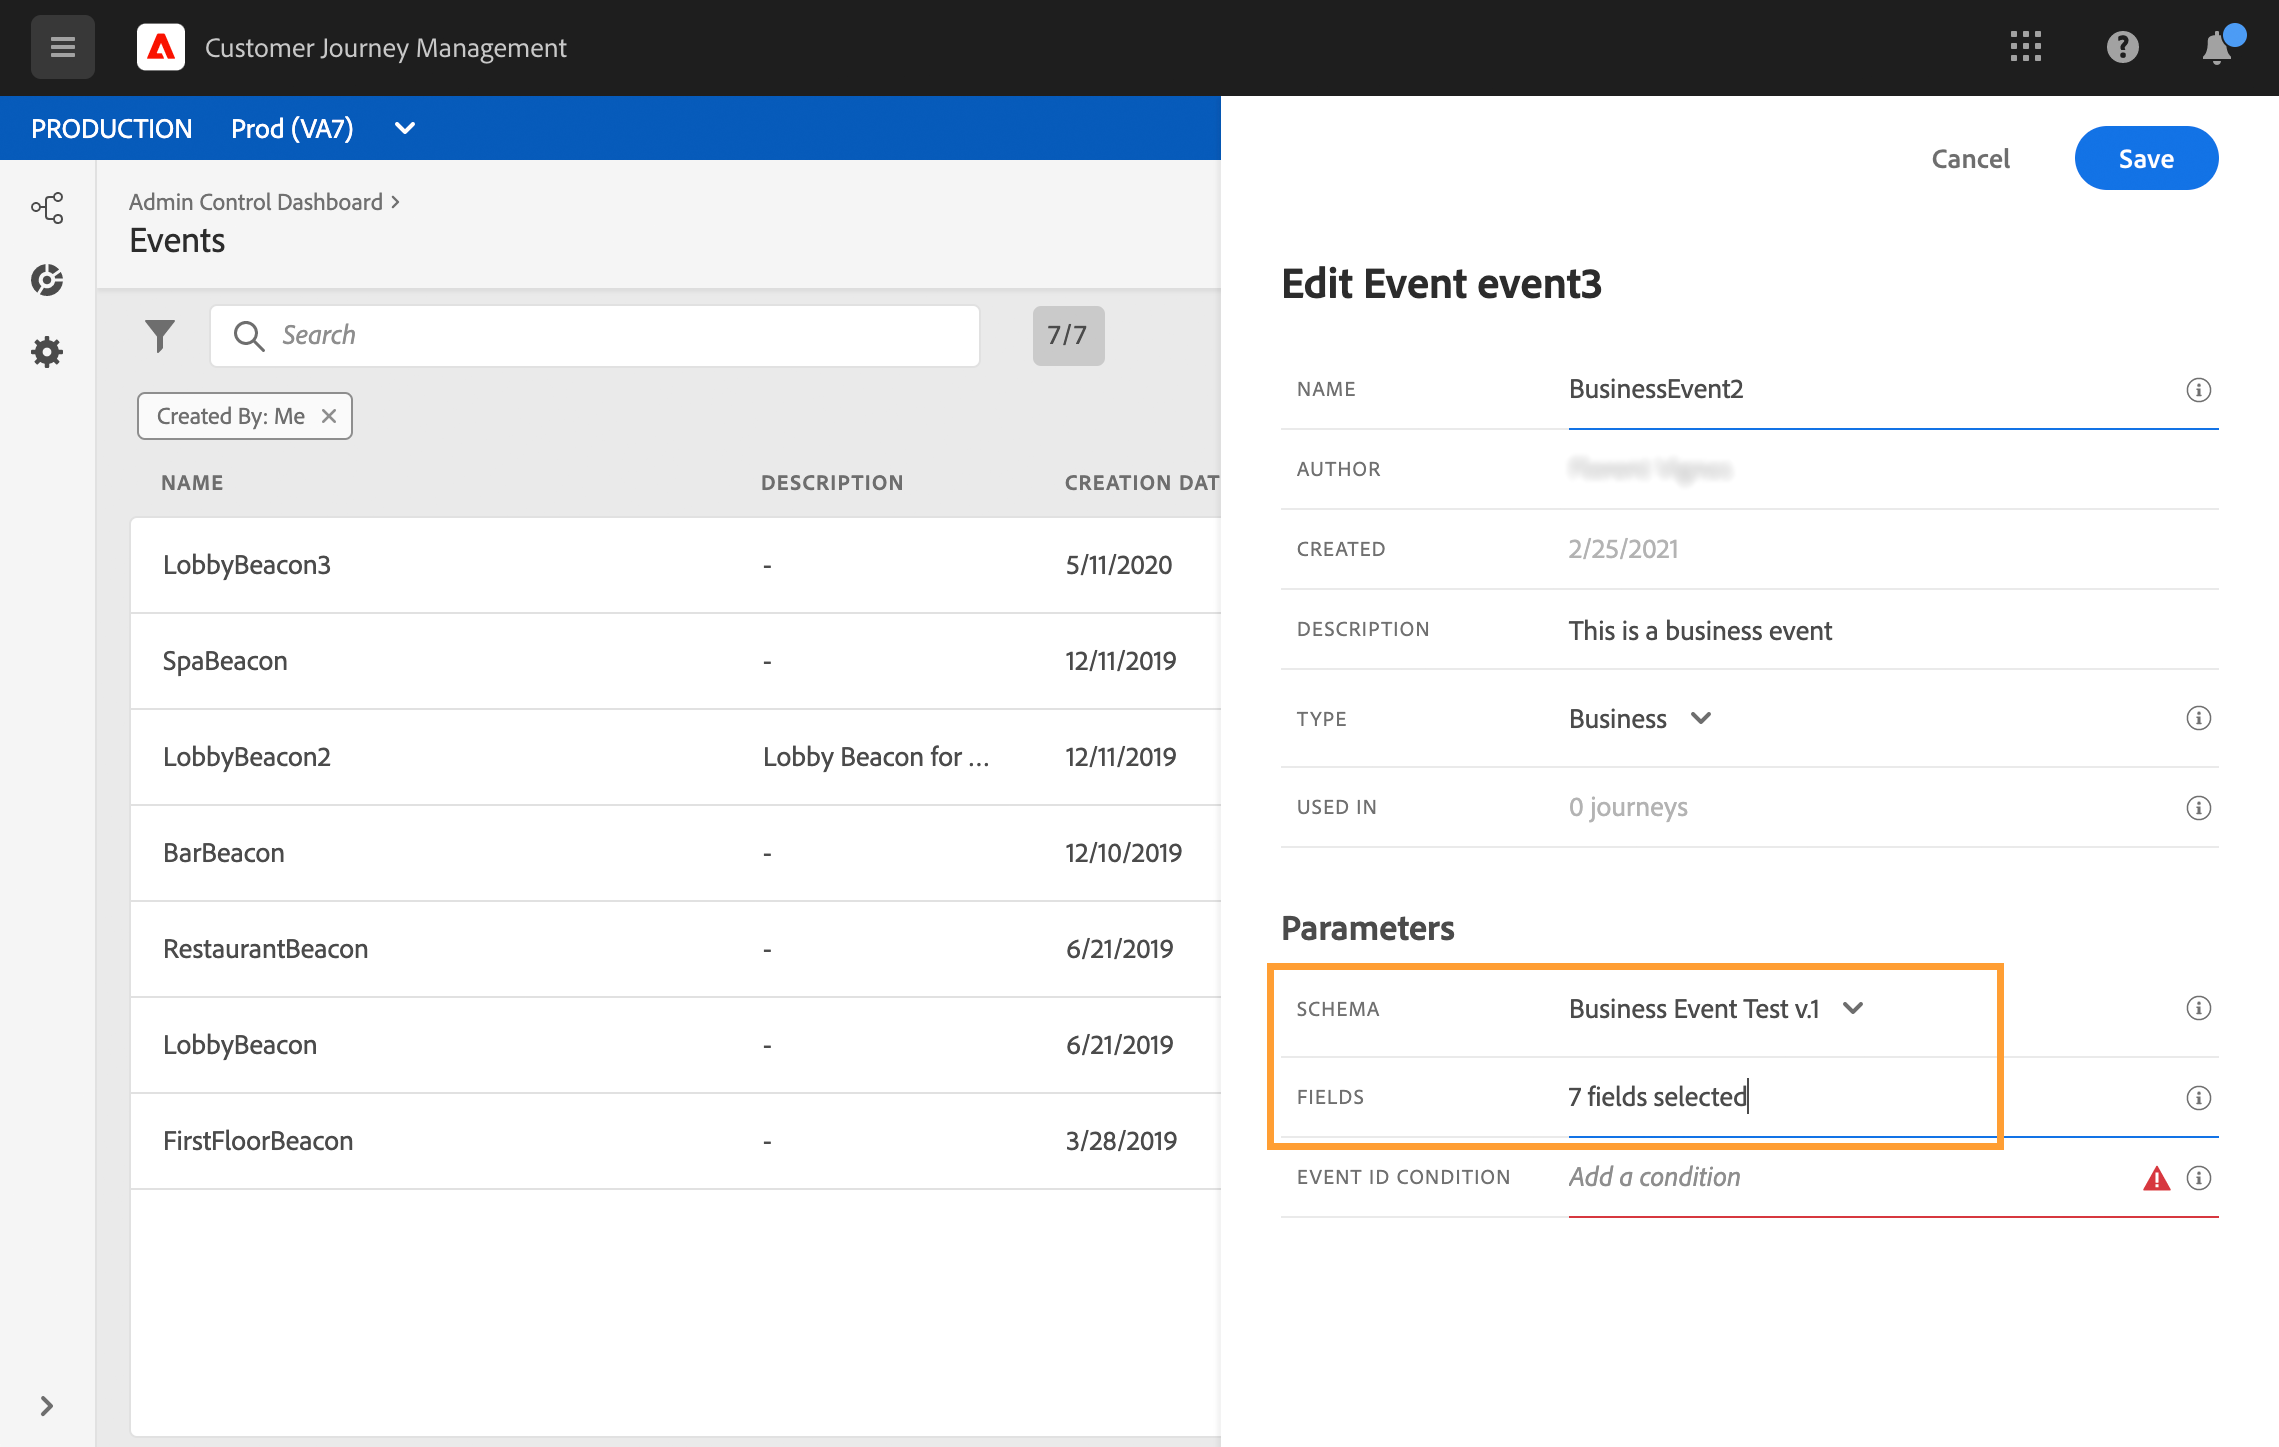 Customer Journey Management
PRODUCTION Prod (VA7)
Admin Control Dashboard
Events
Search
7/7
Created By: Me
NAME DESCRIPTION CREATION DAT
LobbyBeacon3 - 5/11/2020
SpaBeacon - 12/11/2019
LobbyBeacon2 Lobby Beacon for ... 12/11/2019
BarBeacon - 12/10/2019
RestaurantBeacon - 6/21/2019
LobbyBeacon - 6/21/2019
FirstFloorBeacon - 3/28/2019
Cancel Save
Edit Event event3
NAME BusinessEvent2
AUTHOR
CREATED 2/25/2021
DESCRIPTION This is a business event
TYPE Business
USED IN 0 journeys
Parameters
SCHEMA Business Event Test v.1
FIELDS 7 fields selected
EVENT ID CONDITION Add a condition